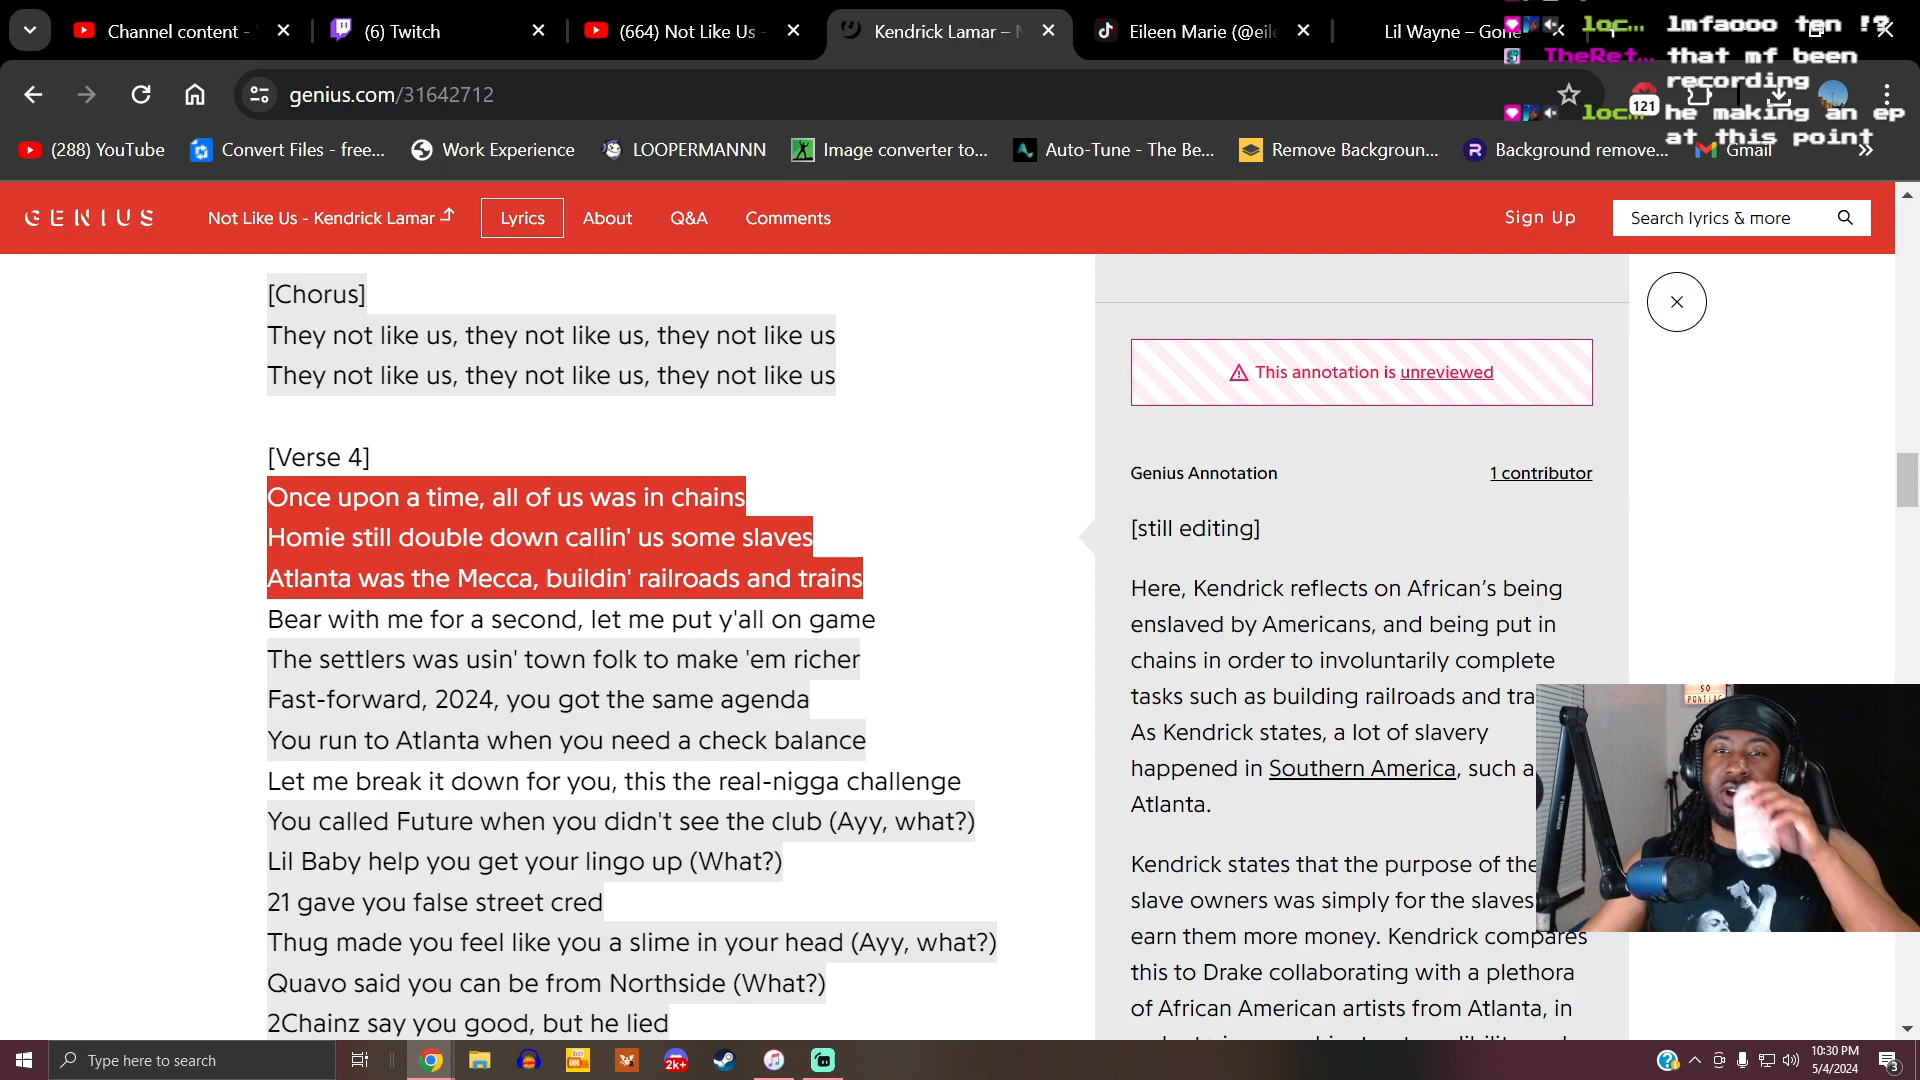 Channel content -
(6) Twitch
(664) Not Like Us -
Kendrick Lamar – N
Eileen Marie (@eile
Lil Wayne – Gone
loc... lmfaooo ten !?
TheRet... that mf been
recording
loc... he making an ep
at this point
genius.com/31642712
121
(288) YouTube
Convert Files - free...
Work Experience
LOOPERMANNN
Image converter to...
Auto-Tune - The Be...
Remove Backgroun...
Background remove...
Gmail
GENIUS
Not Like Us - Kendrick Lamar
Lyrics
About
Q&A
Comments
Sign Up
Search lyrics & more
[Chorus]
They not like us, they not like us, they not like us
They not like us, they not like us, they not like us
[Verse 4]
Once upon a time, all of us was in chains
Homie still double down callin' us some slaves
Atlanta was the Mecca, buildin' railroads and trains
Bear with me for a second, let me put y'all on game
The settlers was usin' town folk to make 'em richer
Fast-forward, 2024, you got the same agenda
You run to Atlanta when you need a check balance
Let me break it down for you, this the real-nigga challenge
You called Future when you didn't see the club (Ayy, what?)
Lil Baby help you get your lingo up (What?)
21 gave you false street cred
Thug made you feel like you a slime in your head (Ayy, what?)
Quavo said you can be from Northside (What?)
2Chainz say you good, but he lied
This annotation is unreviewed
Genius Annotation
1 contributor
[still editing]
Here, Kendrick reflects on African’s being
enslaved by Americans, and being put in
chains in order to involuntarily complete
tasks such as building railroads and tra
As Kendrick states, a lot of slavery
happened in Southern America, such a
Atlanta.
Kendrick states that the purpose of the
slave owners was simply for the slaves
earn them more money. Kendrick compares
this to Drake collaborating with a plethora
of African American artists from Atlanta, in
SO
PONTIAC
Type here to search
2k+
10:30 PM
5/4/2024
3